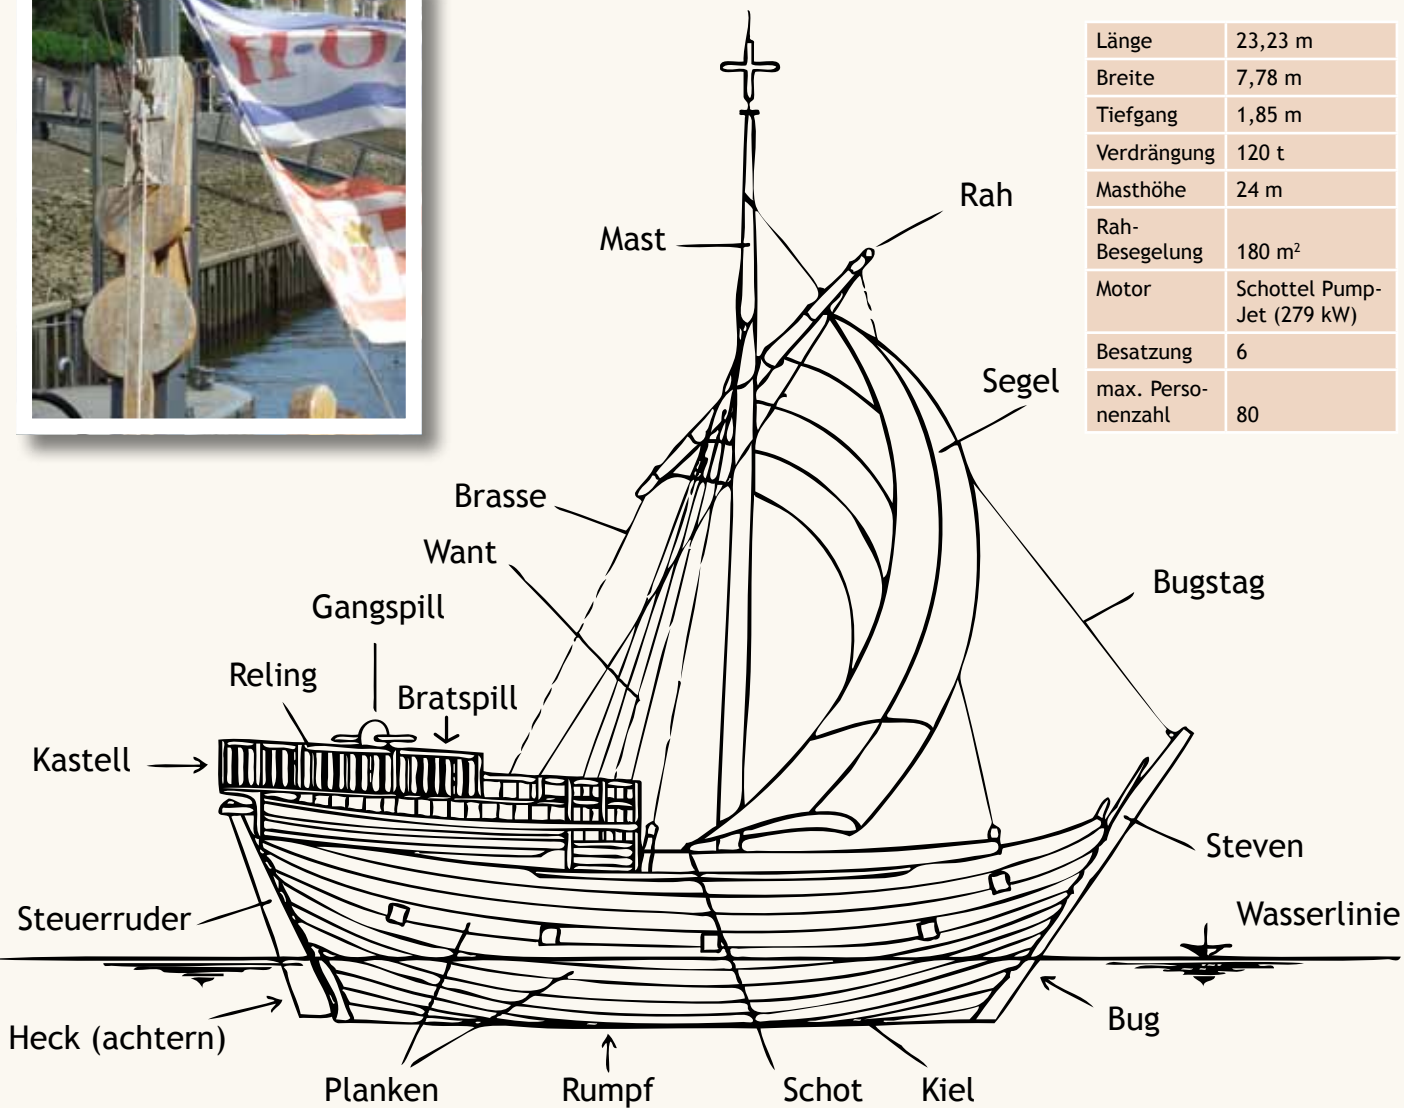 Länge 23,23 m
Breite 7,78 m
Tiefgang 1,85 m
Verdrängung 120 t
Masthöhe 24 m
Rah-
Besegelung 180 m²
Motor Schottel Pump-
Jet (279 kW)
Besatzung 6
max. Perso-
nenzahl 80
Rah
Mast
Segel
Brasse
Want
Bugstag
Gangspill
Reling
Bratspill
Kastell
Steven
Steuerruder
Wasserlinie
Heck (achtern)
Bug
Planken
Rumpf
Schot
Kiel